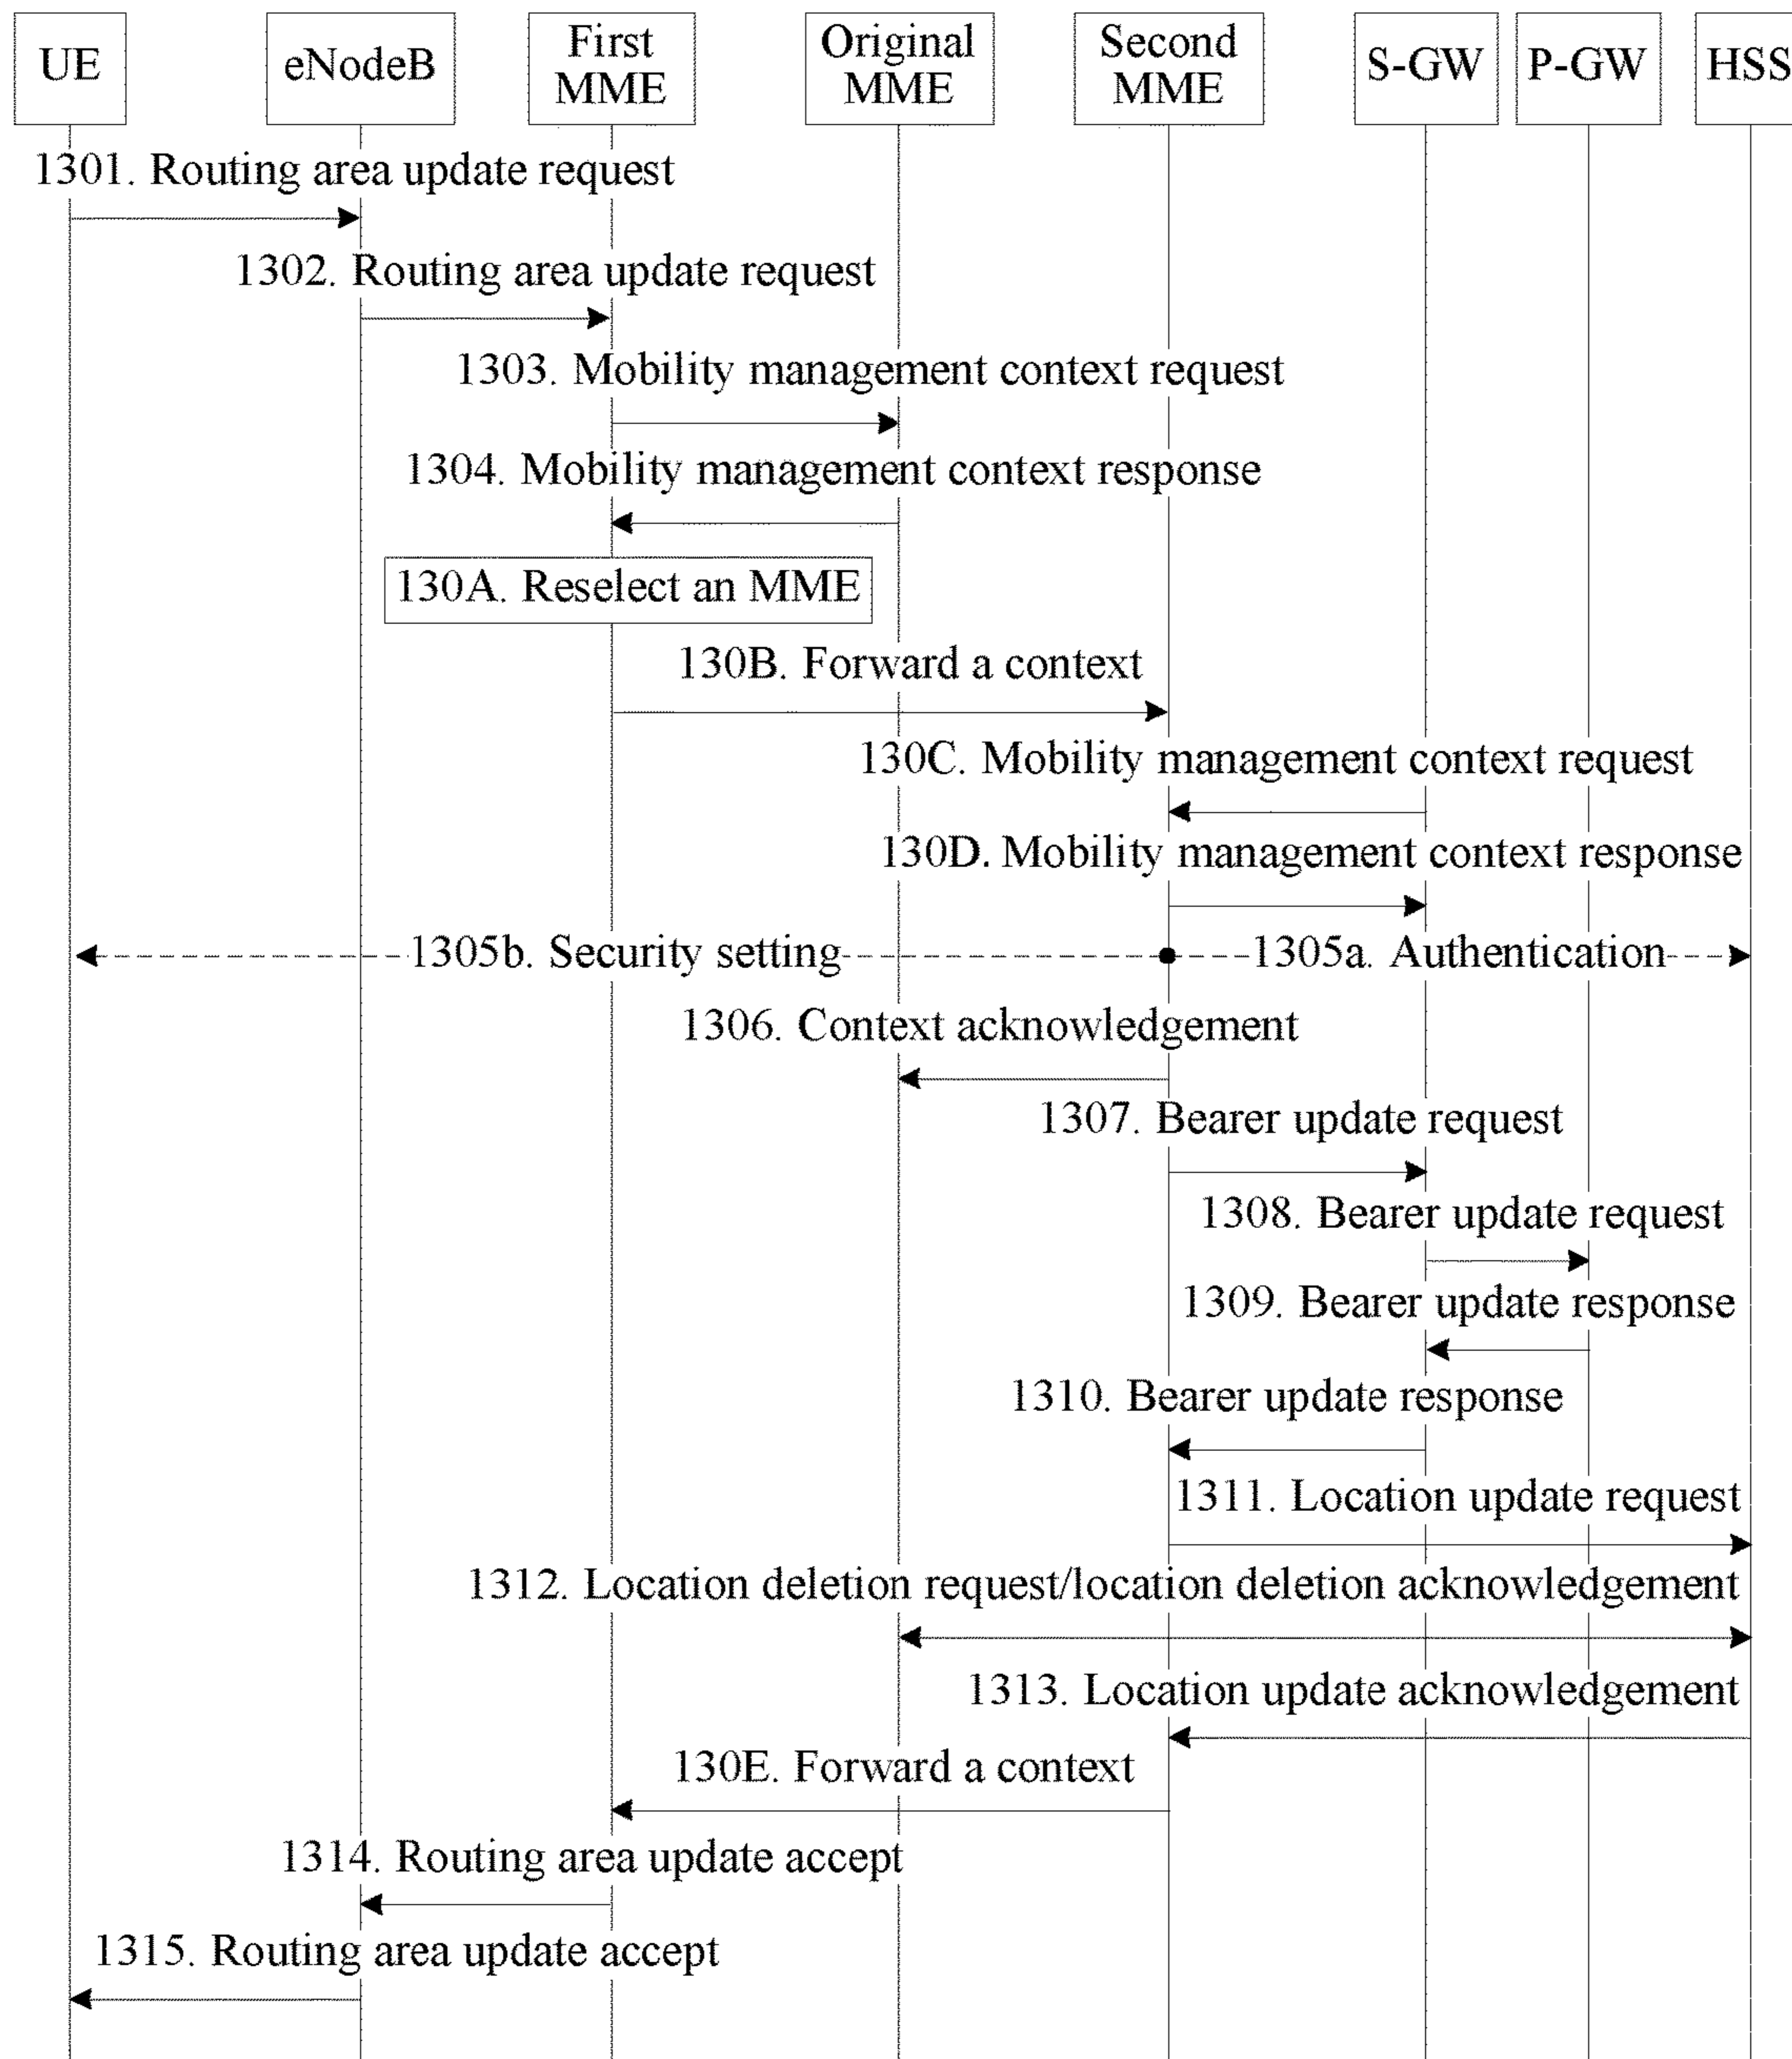 UE
eNodeB
First
MME
Original
MME
Second
MME
S-GW
P-GW
HSS
1301. Routing area update request
1302. Routing area update request
1303. Mobility management context request
1304. Mobility management context response
130A. Reselect an MME
130B. Forward a context
130C. Mobility management context request
130D. Mobility management context response
1305b. Security setting
1305a. Authentication
1306. Context acknowledgement
1307. Bearer update request
1308. Bearer update request
1309. Bearer update response
1310. Bearer update response
1311. Location update request
1312. Location deletion request/location deletion acknowledgement
1313. Location update acknowledgement
130E. Forward a context
1314. Routing area update accept
1315. Routing area update accept